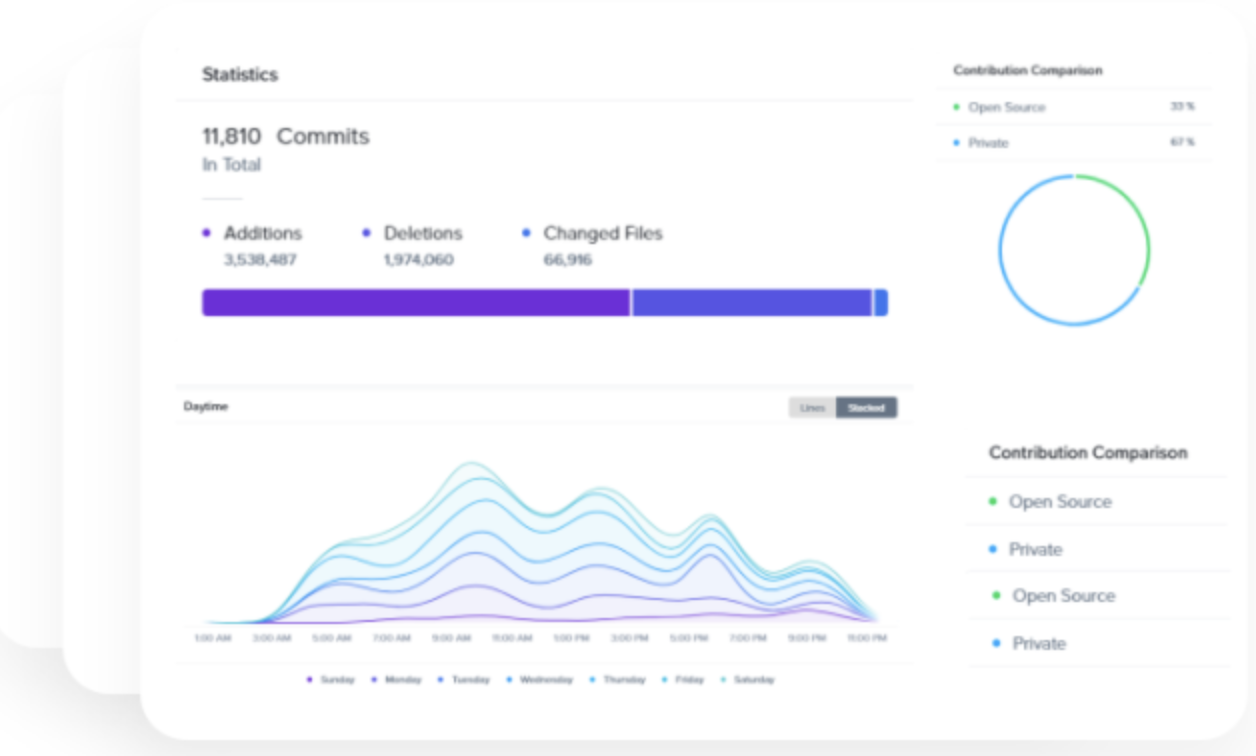 Statistics
11,810 Commits
In Total
Additions Deletions Changed Files
3,538,487 1,974,060 66,916
Contribution Comparison
Open Source 33 %
Private 67 %
Daytime
Lines Stacked
1:00 AM 3:00 AM 5:00 AM 7:00 AM 9:00 AM 11:00 AM 1:00 PM 3:00 PM 5:00 PM 7:00 PM 9:00 PM 11:00 PM
Sunday Monday Tuesday Wednesday Thursday Friday Saturday
Contribution Comparison
Open Source
Private
Open Source
Private